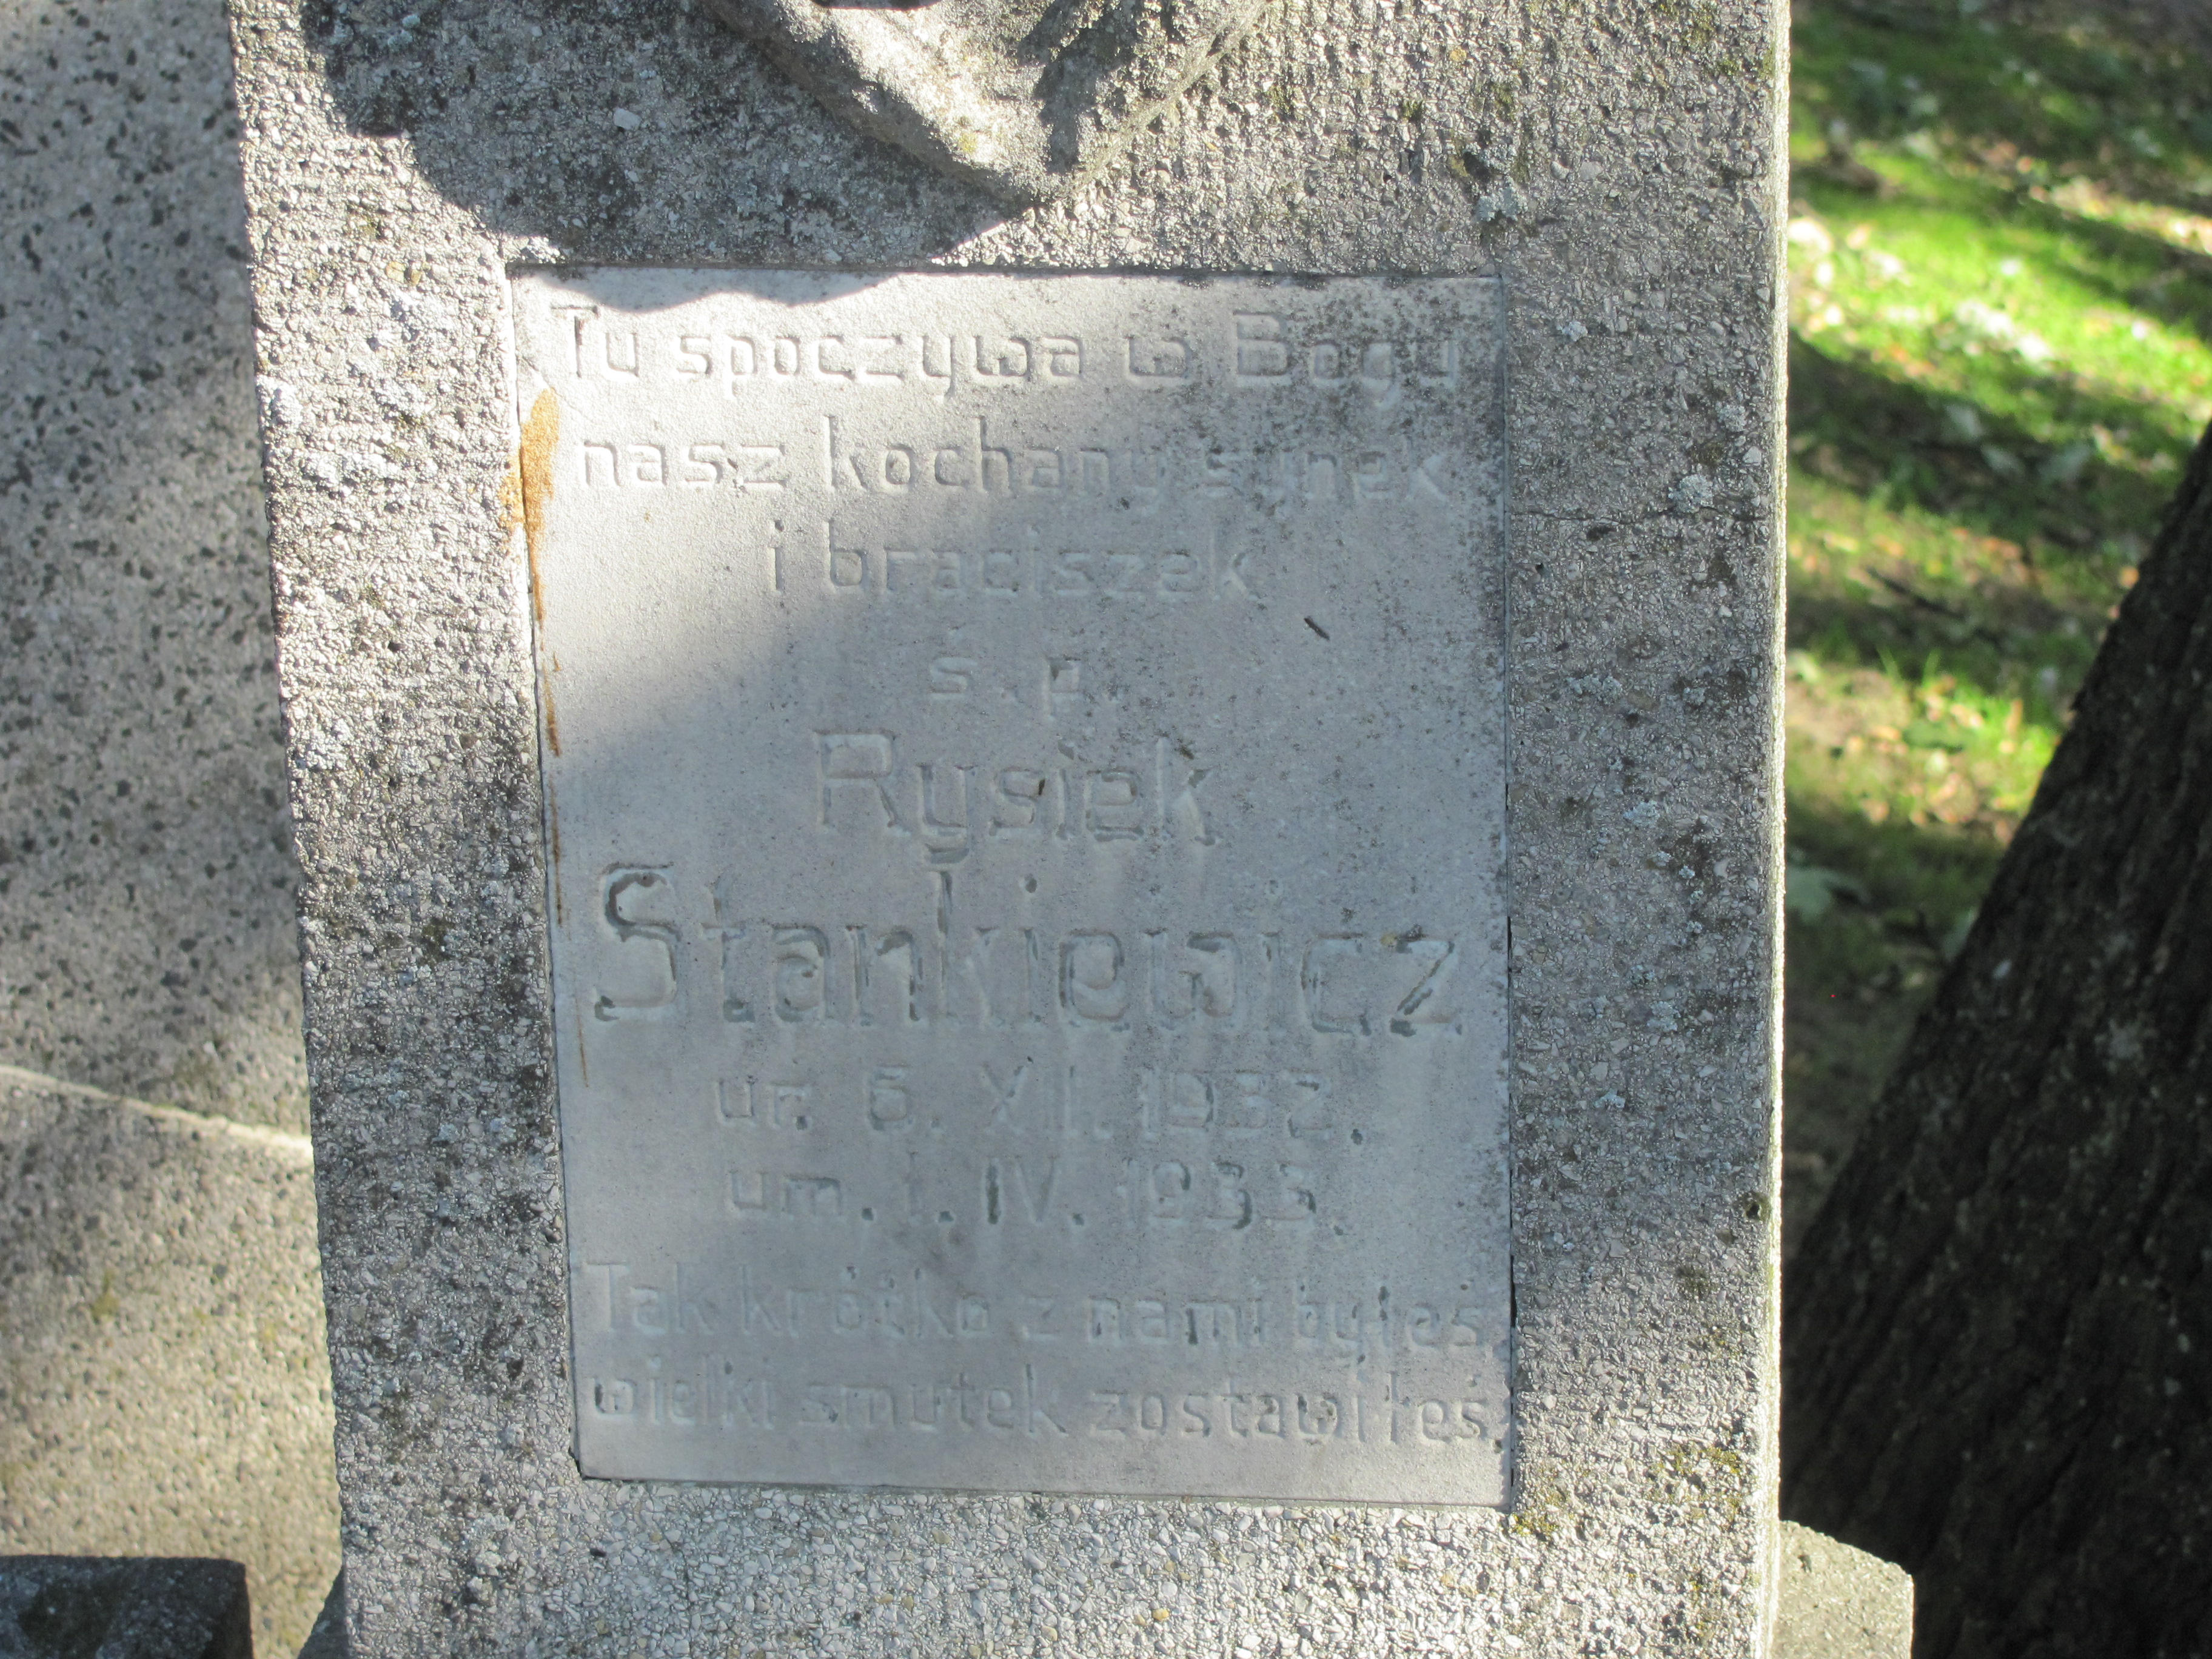 Tu spoczywa w Bogu
nasz kochany synek
i braciszek
ś. p.
Rysiek
Stankiewicz
ur. 6. XII. 1932.
um. 1. IV. 1933.
Tak krótko z nami byłeś
wielki smutek zostawiłeś.